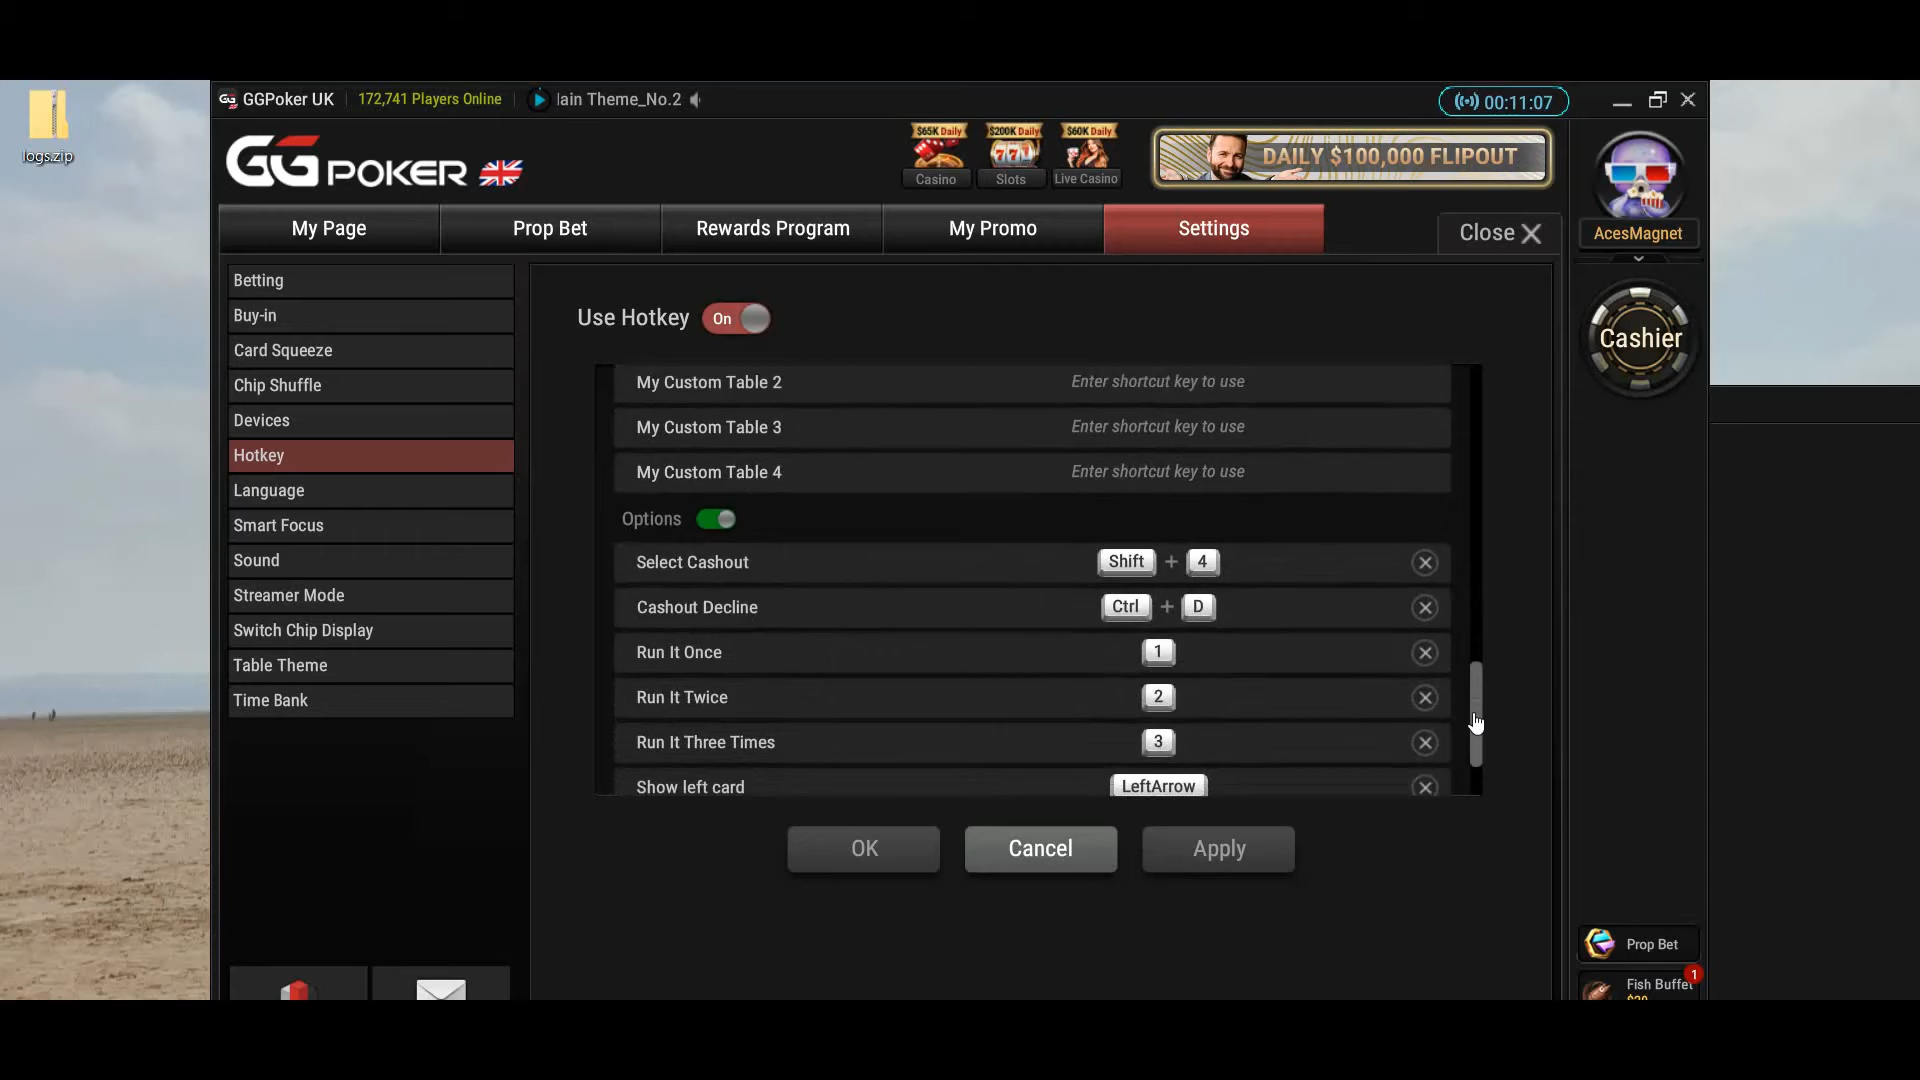 logs.zip
GGPoker UK
172,741 Players Online
lain Theme_No.2
00:11:07
GGPOKER
$65K Daily
$200K Daily
$60K Daily
777
Casino
Slots
Live Casino
DAILY $100,000 FLIPOUT
AcesMagnet
Cashier
My Page
Prop Bet
Rewards Program
My Promo
Settings
Close
Betting
Buy-in
Card Squeeze
Chip Shuffle
Devices
Hotkey
Language
Smart Focus
Sound
Streamer Mode
Switch Chip Display
Table Theme
Time Bank
Use Hotkey On
My Custom Table 2 Enter shortcut key to use
My Custom Table 3 Enter shortcut key to use
My Custom Table 4 Enter shortcut key to use
Options
Select Cashout Shift + 4
Cashout Decline Ctrl + D
Run It Once 1
Run It Twice 2
Run It Three Times 3
Show left card LeftArrow
OK
Cancel
Apply
Prop Bet
1
Fish Buffet